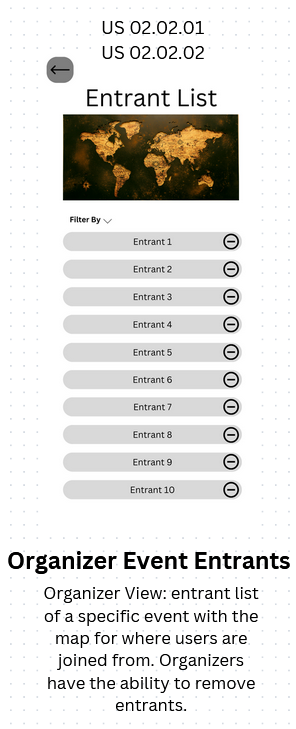 US 02.02.01
US 02.02.02
Entrant List
Filter By
Entrant 1
Entrant 2
Entrant 3
Entrant 4
Entrant 5
Entrant 6
Entrant 7
Entrant 8
Entrant 9
Entrant 10
Organizer Event Entrants
Organizer View: entrant list
of a specific event with the
map for where users are
joined from. Organizers
have the ability to remove
entrants.